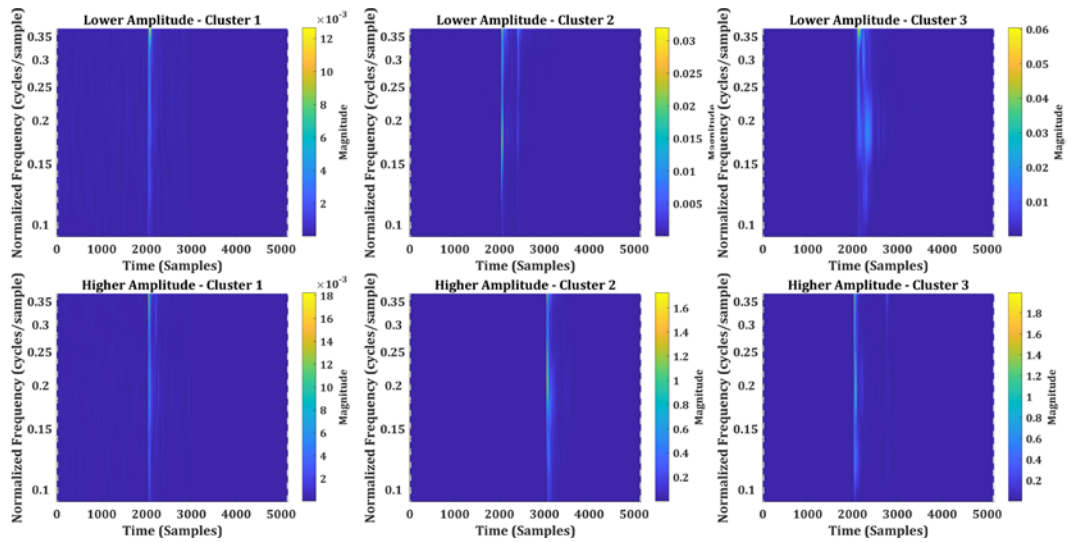 Lower Amplitude - Cluster 1
×10⁻³
Normalized Frequency (cycles/sample)
0.35
0.3
0.25
0.2
0.15
0.1
0 1000 2000 3000 4000 5000
Time (Samples)
12
10
8
6
4
2
Magnitude
Lower Amplitude - Cluster 2
Normalized Frequency (cycles/sample)
0.35
0.3
0.25
0.2
0.15
0.1
0 1000 2000 3000 4000 5000
Time (Samples)
0.03
0.025
0.02
0.015
0.01
0.005
Magnitude
Lower Amplitude - Cluster 3
Normalized Frequency (cycles/sample)
0.35
0.3
0.25
0.2
0.15
0.1
0 1000 2000 3000 4000 5000
Time (Samples)
0.06
0.05
0.04
0.03
0.02
0.01
Magnitude
Higher Amplitude - Cluster 1
×10⁻³
Normalized Frequency (cycles/sample)
0.35
0.3
0.25
0.2
0.15
0.1
0 1000 2000 3000 4000 5000
Time (Samples)
18
16
14
12
10
8
6
4
2
Magnitude
Higher Amplitude - Cluster 2
Normalized Frequency (cycles/sample)
0.35
0.3
0.25
0.2
0.15
0.1
0 1000 2000 3000 4000 5000
Time (Samples)
1.6
1.4
1.2
1
0.8
0.6
0.4
0.2
Magnitude
Higher Amplitude - Cluster 3
Normalized Frequency (cycles/sample)
0.35
0.3
0.25
0.2
0.15
0.1
0 1000 2000 3000 4000 5000
Time (Samples)
1.8
1.6
1.4
1.2
1
0.8
0.6
0.4
0.2
Magnitude